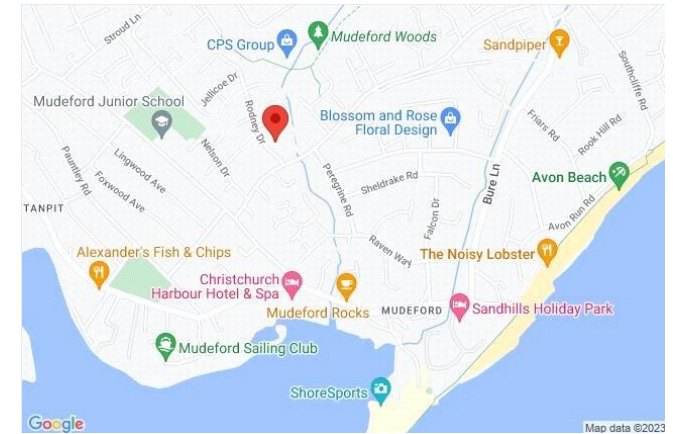 Stroud Ln
CPS Group
Mudeford Woods
Sandpiper
Southcliffe Rd
Jellicoe Dr
Mudeford Junior School
Rodney Dr
Blossom and Rose
Floral Design
Friars Rd
Rook Hill Rd
Nelson Dr
Lingwood Ave
Pauntley Rd
Foxwood Ave
Peregrine Rd
Sheldrake Rd
Bure Ln
Avon Beach
TANPIT
Falcon Dr
Avon Run Rd
Raven Way
Alexander's Fish & Chips
The Noisy Lobster
Christchurch
Harbour Hotel & Spa
Mudeford Rocks
MUDEFORD
Sandhills Holiday Park
Mudeford Sailing Club
ShoreSports
Google
Map data ©2023